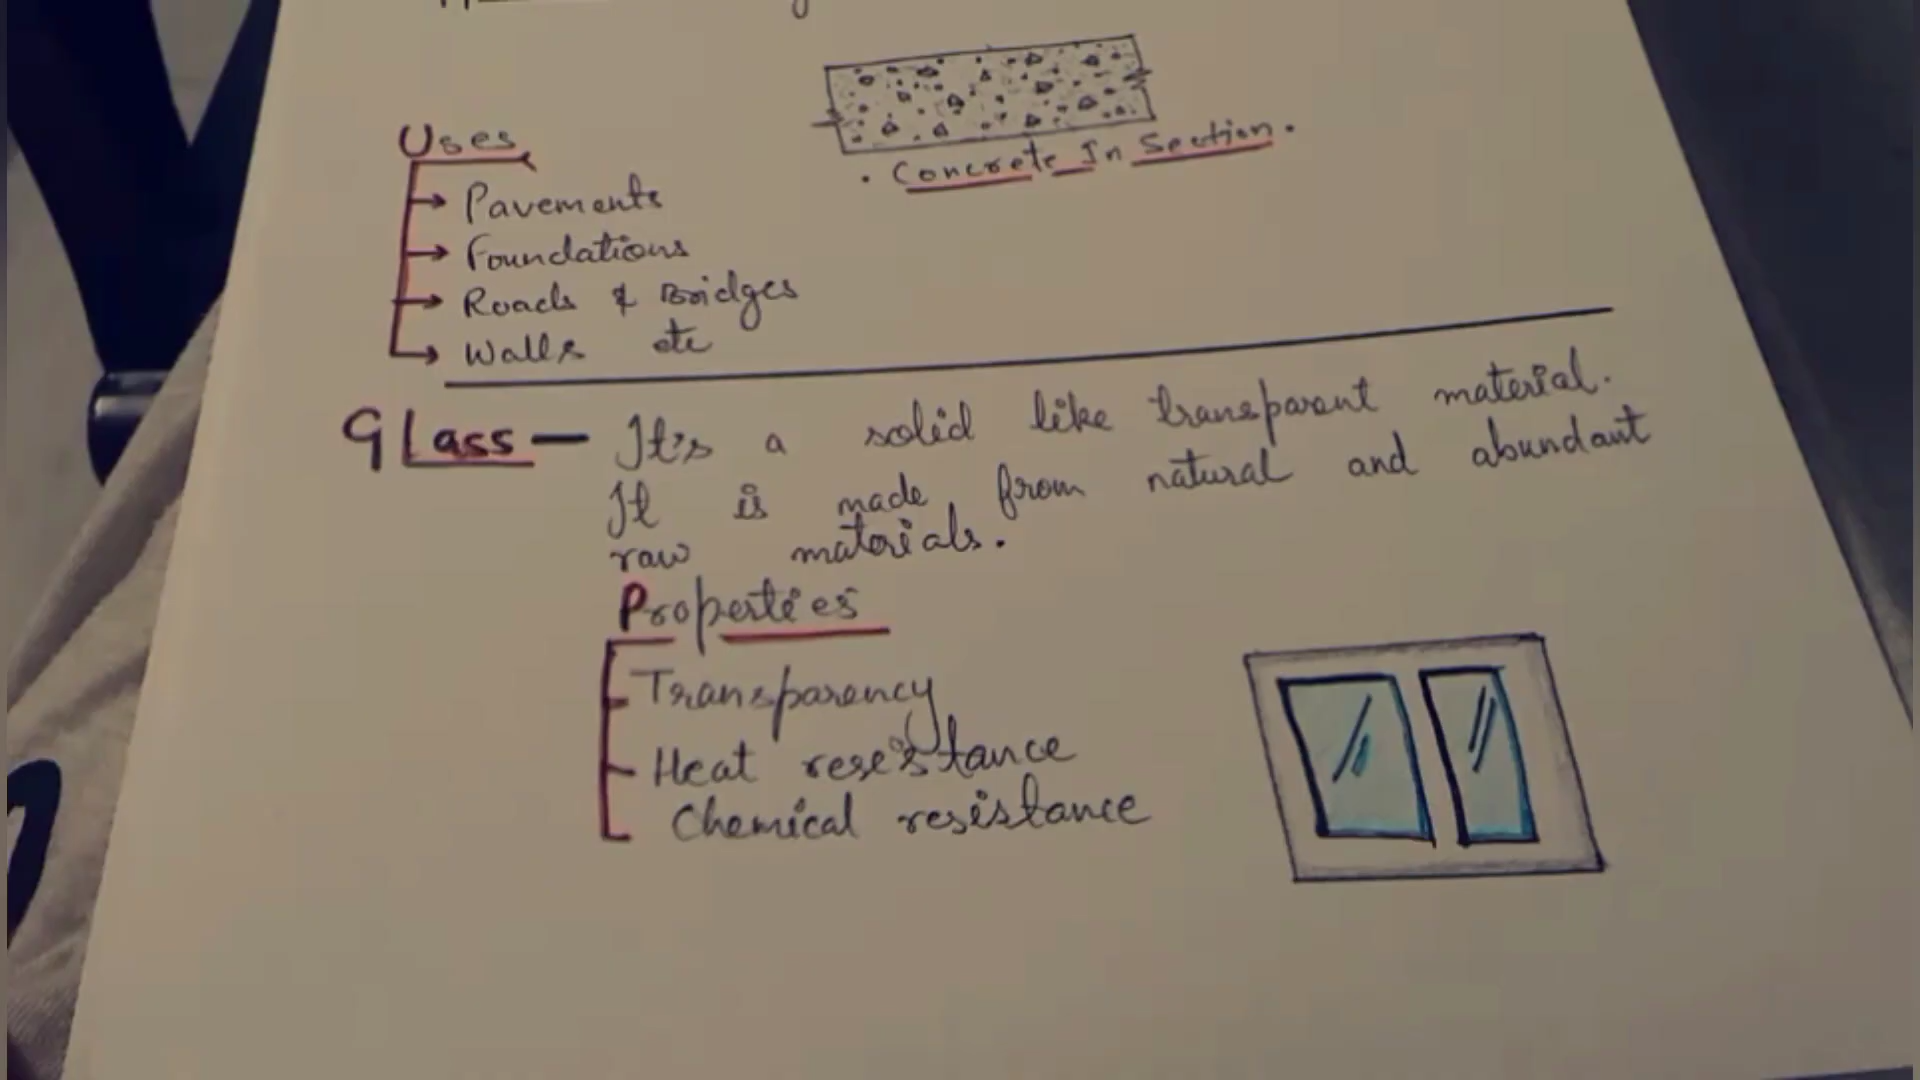 Uses
Pavements
Foundations
Roads & Bridges
Walls etc
. Concrete In Section .
GLass — It's a solid like transparent material.
It is made from natural and abundant
raw materials.
Properties
Transparency
Heat resesistance
Chemical resistance